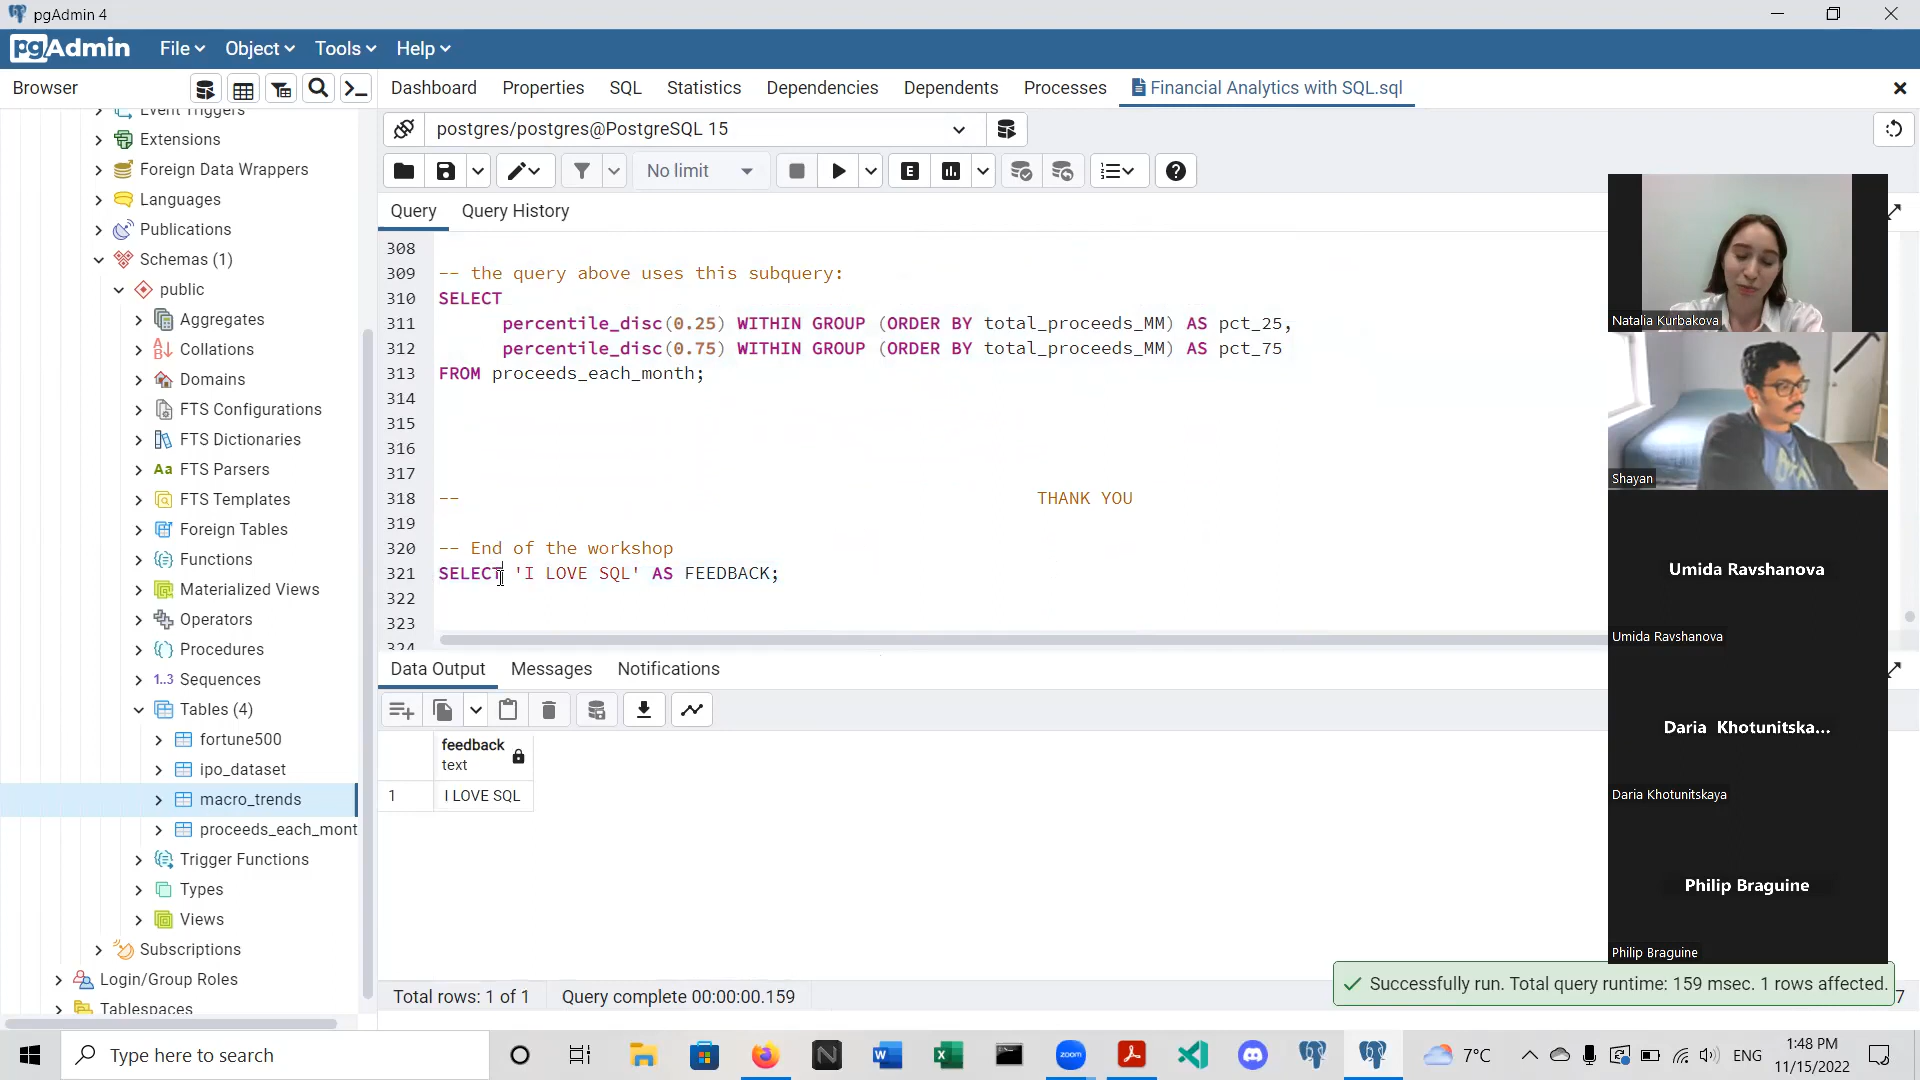 pgAdmin 4
pgAdmin File Object Tools Help
Browser
Dashboard Properties SQL Statistics Dependencies Dependents Processes Financial Analytics with SQL.sql
postgres/postgres@PostgreSQL 15
No limit
E
Query Query History
Event Triggers
Extensions
Foreign Data Wrappers
Languages
Publications
Schemas (1)
public
Aggregates
Collations
Domains
FTS Configurations
FTS Dictionaries
Aa FTS Parsers
FTS Templates
Foreign Tables
Functions
Materialized Views
Operators
Procedures
1..3 Sequences
Tables (4)
fortune500
ipo_dataset
macro_trends
proceeds_each_mont
Trigger Functions
Types
Views
Subscriptions
Login/Group Roles
Tablespaces
308
309 -- the query above uses this subquery:
310 SELECT
311 percentile_disc(0.25) WITHIN GROUP (ORDER BY total_proceeds_MM) AS pct_25,
312 percentile_disc(0.75) WITHIN GROUP (ORDER BY total_proceeds_MM) AS pct_75
313 FROM proceeds_each_month;
314
315
316
317
318 -- THANK YOU
319
320 -- End of the workshop
321 SELECT 'I LOVE SQL' AS FEEDBACK;
322
323
324
Data Output Messages Notifications
feedback
text
1 I LOVE SQL
Total rows: 1 of 1 Query complete 00:00:00.159
Successfully run. Total query runtime: 159 msec. 1 rows affected.
7
Natalia Kurbakova
Shayan
Umida Ravshanova
Umida Ravshanova
Daria Khotunitska...
Daria Khotunitskaya
Philip Braguine
Philip Braguine
Type here to search
zoom
7°C
ENG
1:48 PM
11/15/2022